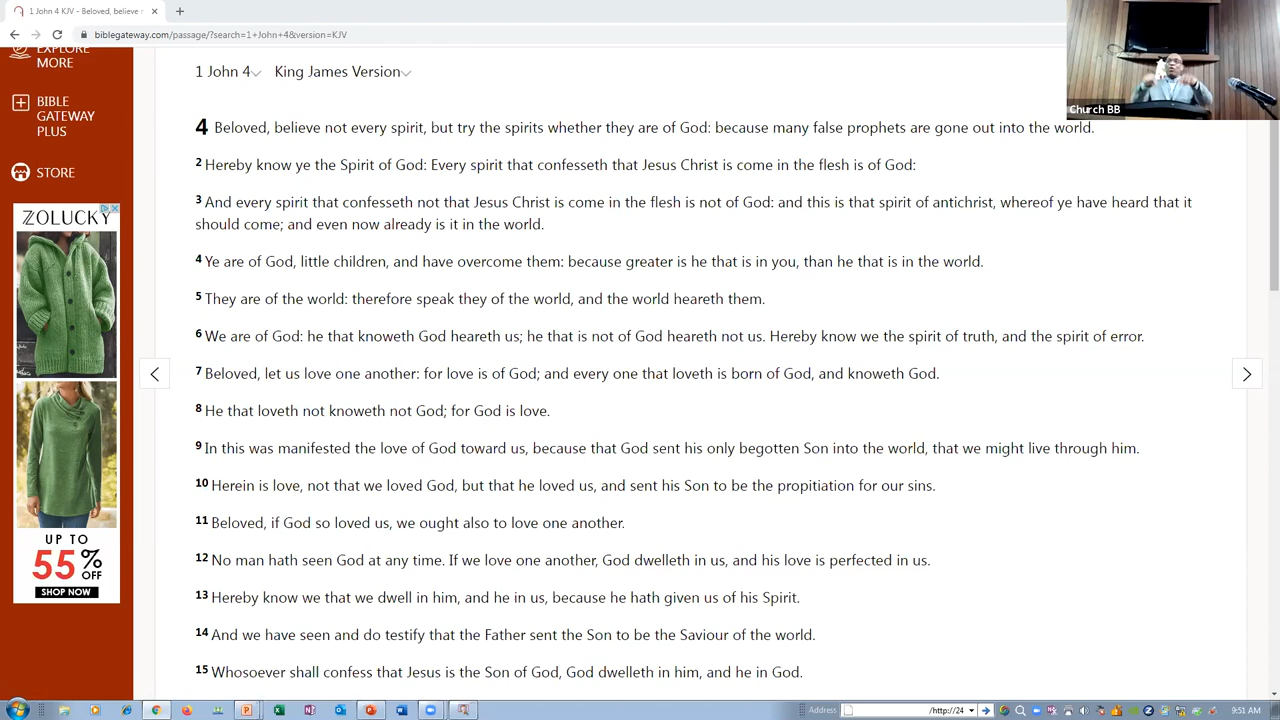 1 John 4 KJV - Beloved, believe n
biblegateway.com/passage/?search=1+John+4&version=KJV
EXPLORE
MORE
BIBLE
GATEWAY
PLUS
STORE
ZOLUCKY
UP TO
55%
OFF
SHOP NOW
1 John 4 King James Version
4 Beloved, believe not every spirit, but try the spirits whether they are of God: because many false prophets are gone out into the world.
2 Hereby know ye the Spirit of God: Every spirit that confesseth that Jesus Christ is come in the flesh is of God:
3 And every spirit that confesseth not that Jesus Christ is come in the flesh is not of God: and this is that spirit of antichrist, whereof ye have heard that it
should come; and even now already is it in the world.
4 Ye are of God, little children, and have overcome them: because greater is he that is in you, than he that is in the world.
5 They are of the world: therefore speak they of the world, and the world heareth them.
6 We are of God: he that knoweth God heareth us; he that is not of God heareth not us. Hereby know we the spirit of truth, and the spirit of error.
7 Beloved, let us love one another: for love is of God; and every one that loveth is born of God, and knoweth God.
8 He that loveth not knoweth not God; for God is love.
9 In this was manifested the love of God toward us, because that God sent his only begotten Son into the world, that we might live through him.
10 Herein is love, not that we loved God, but that he loved us, and sent his Son to be the propitiation for our sins.
11 Beloved, if God so loved us, we ought also to love one another.
12 No man hath seen God at any time. If we love one another, God dwelleth in us, and his love is perfected in us.
13 Hereby know we that we dwell in him, and he in us, because he hath given us of his Spirit.
14 And we have seen and do testify that the Father sent the Son to be the Saviour of the world.
15 Whosoever shall confess that Jesus is the Son of God, God dwelleth in him, and he in God.
Church BB
Address
/http://24
9:51 AM